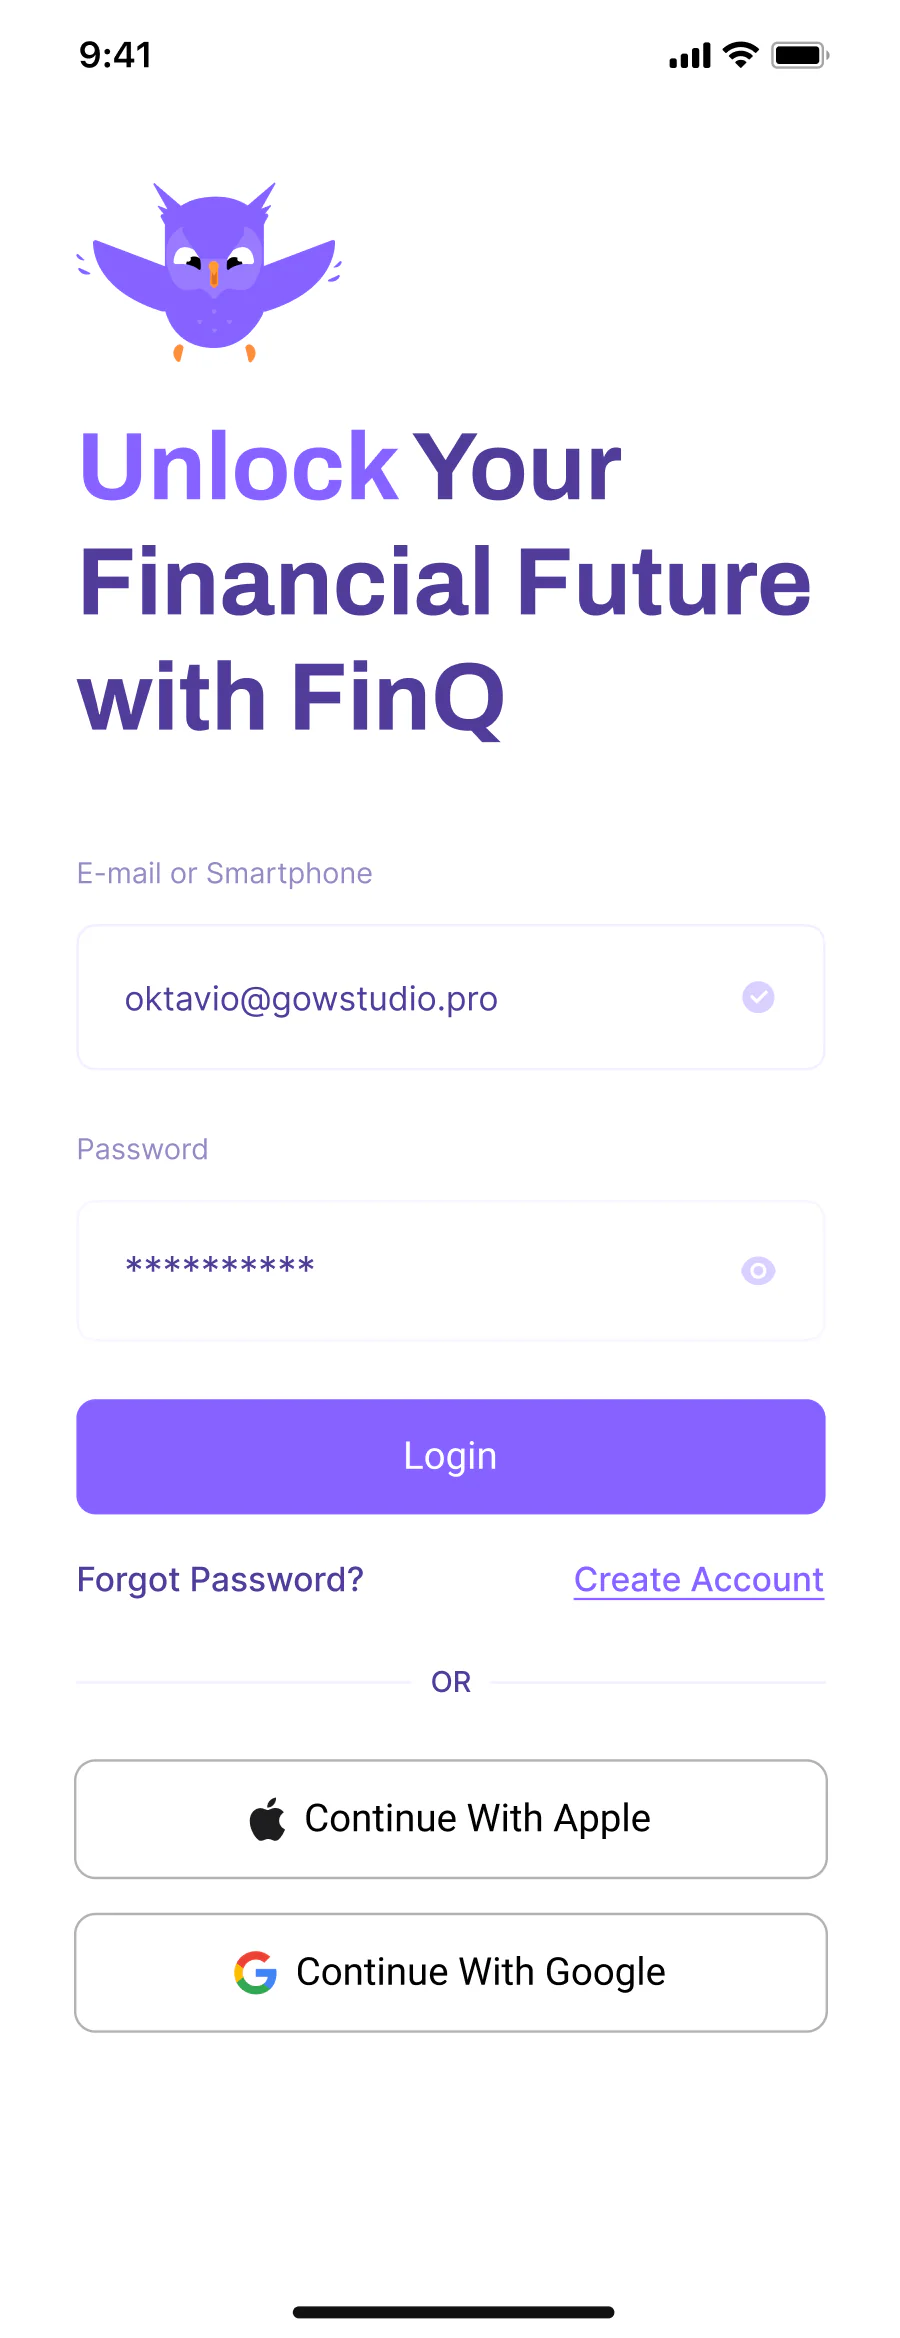 9:41
Unlock Your
Financial Future
with FinQ
E-mail or Smartphone
oktavio@gowstudio.pro
Password
**********
Login
Forgot Password?
Create Account
OR
Continue With Apple
Continue With Google